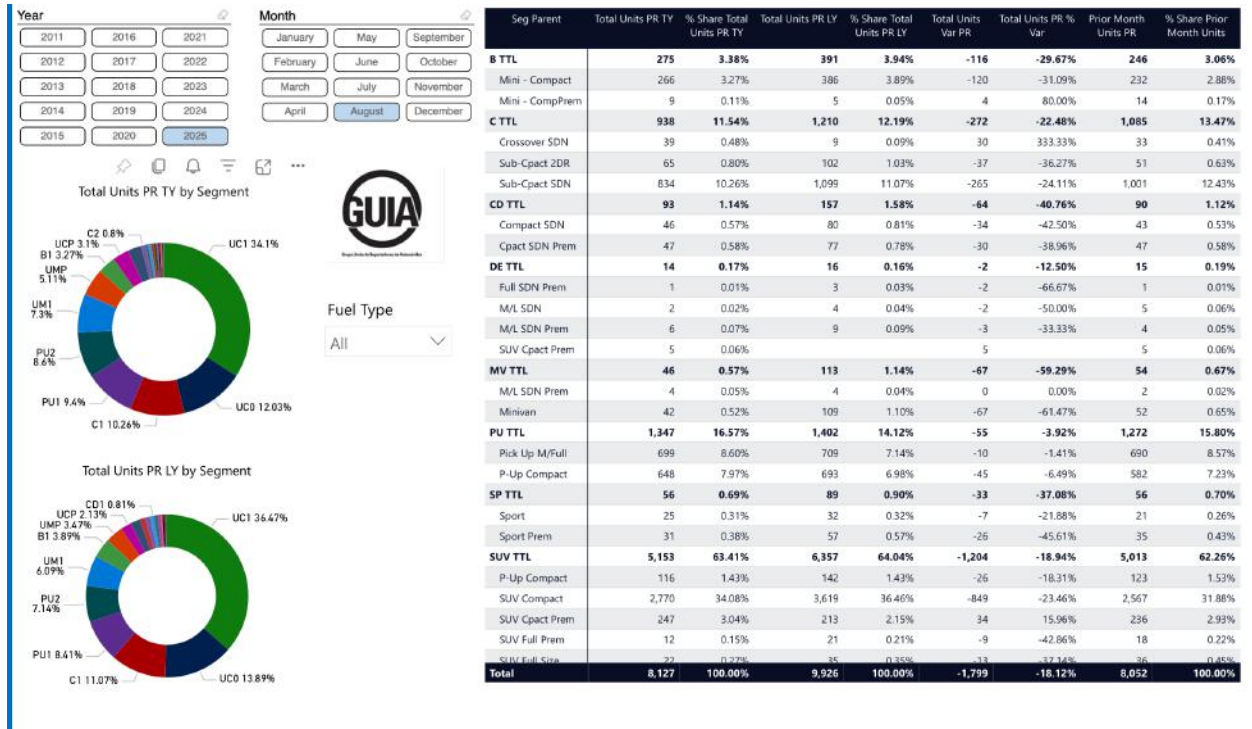 Year
2011 2016 2021
2012 2017 2022
2013 2018 2023
2014 2019 2024
2015 2020 2025
Month
January May September
February June October
March July November
April August December
Total Units PR TY by Segment
C2 0.8%
UCP 3.1%
B1 3.27%
UMP 5.11%
UM1 7.3%
PU2 8.6%
PU1 9.4%
C1 10.26%
UC0 12.03%
UC1 34.1%
GUIA
Fuel Type
All
Total Units PR LY by Segment
CD1 0.81%
UCP 2.13%
UMP 3.47%
B1 3.89%
UM1 6.09%
PU2 7.14%
PU1 8.41%
C1 11.07%
UC0 13.89%
UC1 36.47%
Seg Parent Total Units PR TY % Share Total Units PR TY Total Units PR LY % Share Total Units PR LY Total Units Var PR Total Units PR % Var Prior Month Units PR % Share Prior Month Units
B TTL 275 3.38% 391 3.94% -116 -29.67% 246 3.06%
Mini - Compact 266 3.27% 386 3.89% -120 -31.09% 232 2.88%
Mini - CompPrem 9 0.11% 5 0.05% 4 80.00% 14 0.17%
C TTL 938 11.54% 1,210 12.19% -272 -22.48% 1,085 13.47%
Crossover SDN 39 0.48% 9 0.09% 30 333.33% 33 0.41%
Sub-Cpact 2DR 65 0.80% 102 1.03% -37 -36.27% 51 0.63%
Sub-Cpact SDN 834 10.26% 1,099 11.07% -265 -24.11% 1,001 12.43%
CD TTL 93 1.14% 157 1.58% -64 -40.76% 90 1.12%
Compact SDN 46 0.57% 80 0.81% -34 -42.50% 43 0.53%
Cpact SDN Prem 47 0.58% 77 0.78% -30 -38.96% 47 0.58%
DE TTL 14 0.17% 16 0.16% -2 -12.50% 15 0.19%
Full SDN Prem 1 0.01% 3 0.03% -2 -66.67% 1 0.01%
M/L SDN 2 0.02% 4 0.04% -2 -50.00% 5 0.06%
M/L SDN Prem 6 0.07% 9 0.09% -3 -33.33% 4 0.05%
SUV Cpact Prem 5 0.06% 5 5 0.06%
MV TTL 46 0.57% 113 1.14% -67 -59.29% 54 0.67%
M/L SDN Prem 4 0.05% 4 0.04% 0 0.00% 2 0.02%
Minivan 42 0.52% 109 1.10% -67 -61.47% 52 0.65%
PU TTL 1,347 16.57% 1,402 14.12% -55 -3.92% 1,272 15.80%
Pick Up M/Full 699 8.60% 709 7.14% -10 -1.41% 690 8.57%
P-Up Compact 648 7.97% 693 6.98% -45 -6.49% 582 7.23%
SP TTL 56 0.69% 89 0.90% -33 -37.08% 56 0.70%
Sport 25 0.31% 32 0.32% -7 -21.88% 21 0.26%
Sport Prem 31 0.38% 57 0.57% -26 -45.61% 35 0.43%
SUV TTL 5,153 63.41% 6,357 64.04% -1,204 -18.94% 5,013 62.26%
P-Up Compact 116 1.43% 142 1.43% -26 -18.31% 123 1.53%
SUV Compact 2,770 34.08% 3,619 36.46% -849 -23.46% 2,567 31.88%
SUV Cpact Prem 247 3.04% 213 2.15% 34 15.96% 236 2.93%
SUV Full Prem 12 0.15% 21 0.21% -9 -42.86% 18 0.22%
SUV Full Size 22 0.27% 35 0.35% -13 -37.14% 36 0.45%
Total 8,127 100.00% 9,926 100.00% -1,799 -18.12% 8,052 100.00%